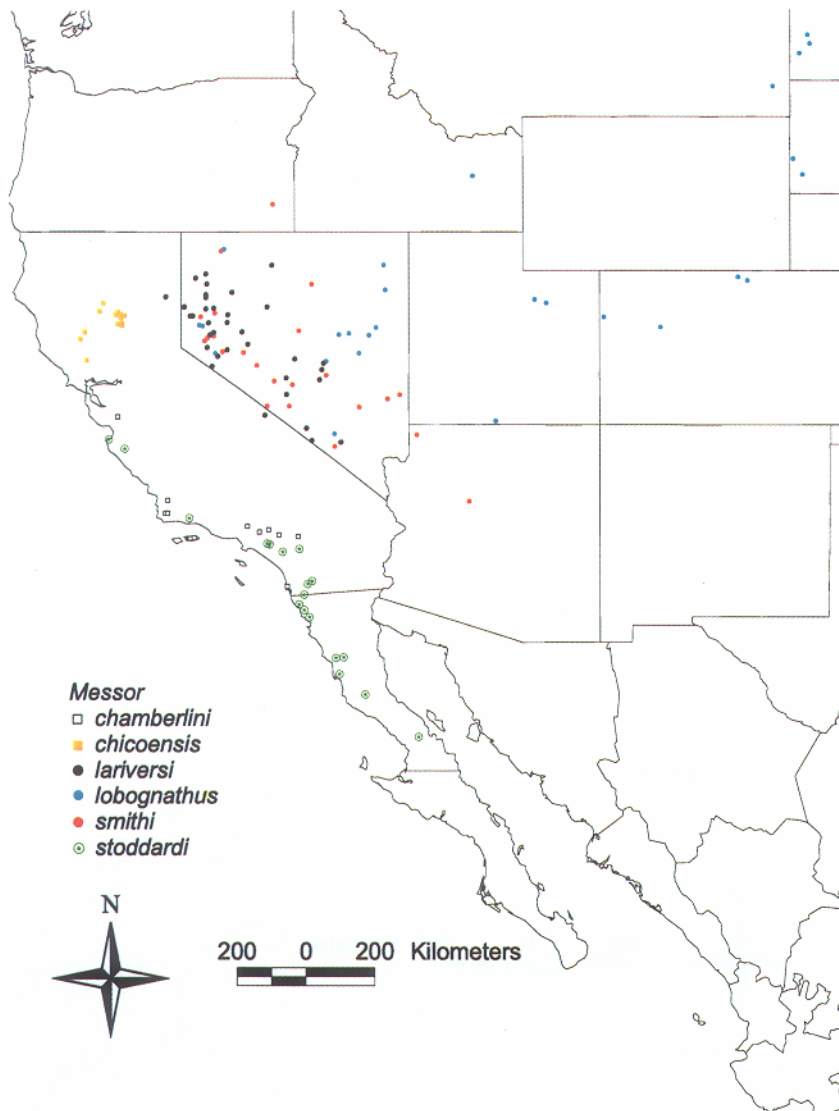 Messor
chamberlini
chicoensis
lariversi
lobognathus
smithi
stoddardi
N
200 0 200 Kilometers